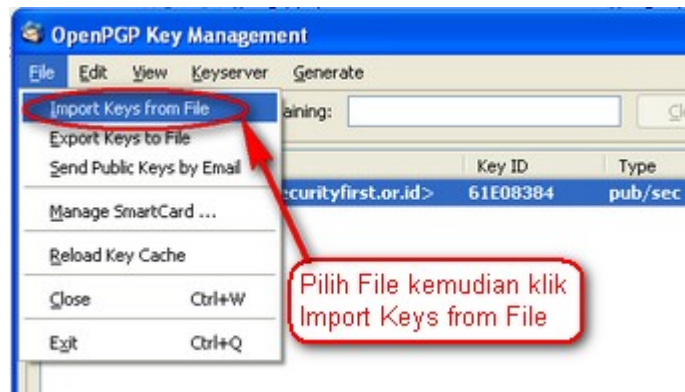 OpenPGP Key Management
File Edit View Keyserver Generate
Import Keys from File
aining:
Export Keys to File
Send Public Keys by Email
Key ID Type
ecurityfirst.or.id> 61E08384 pub/sec
Manage SmartCard ...
Reload Key Cache
Close Ctrl+W
Exit Ctrl+Q
Pilih File kemudian klik
Import Keys from File